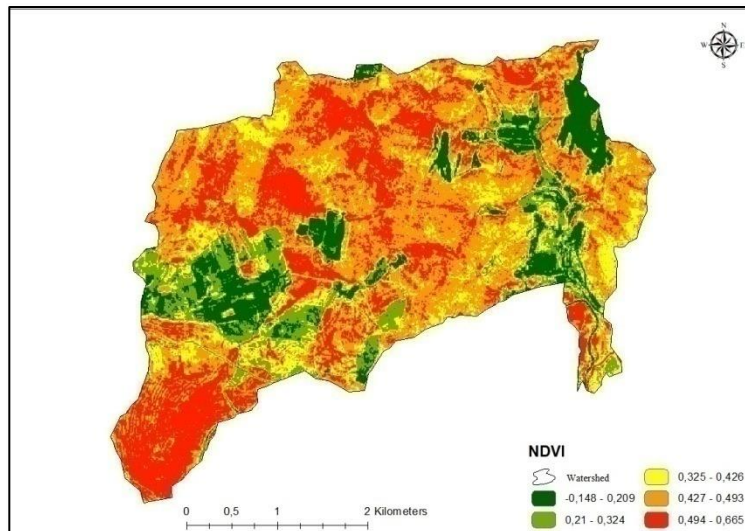 N
W E
S
NDVI
Watershed
-0,148 - 0,209
0,21 - 0,324
0,325 - 0,426
0,427 - 0,493
0,494 - 0,665
0 0,5 1 2 Kilometers